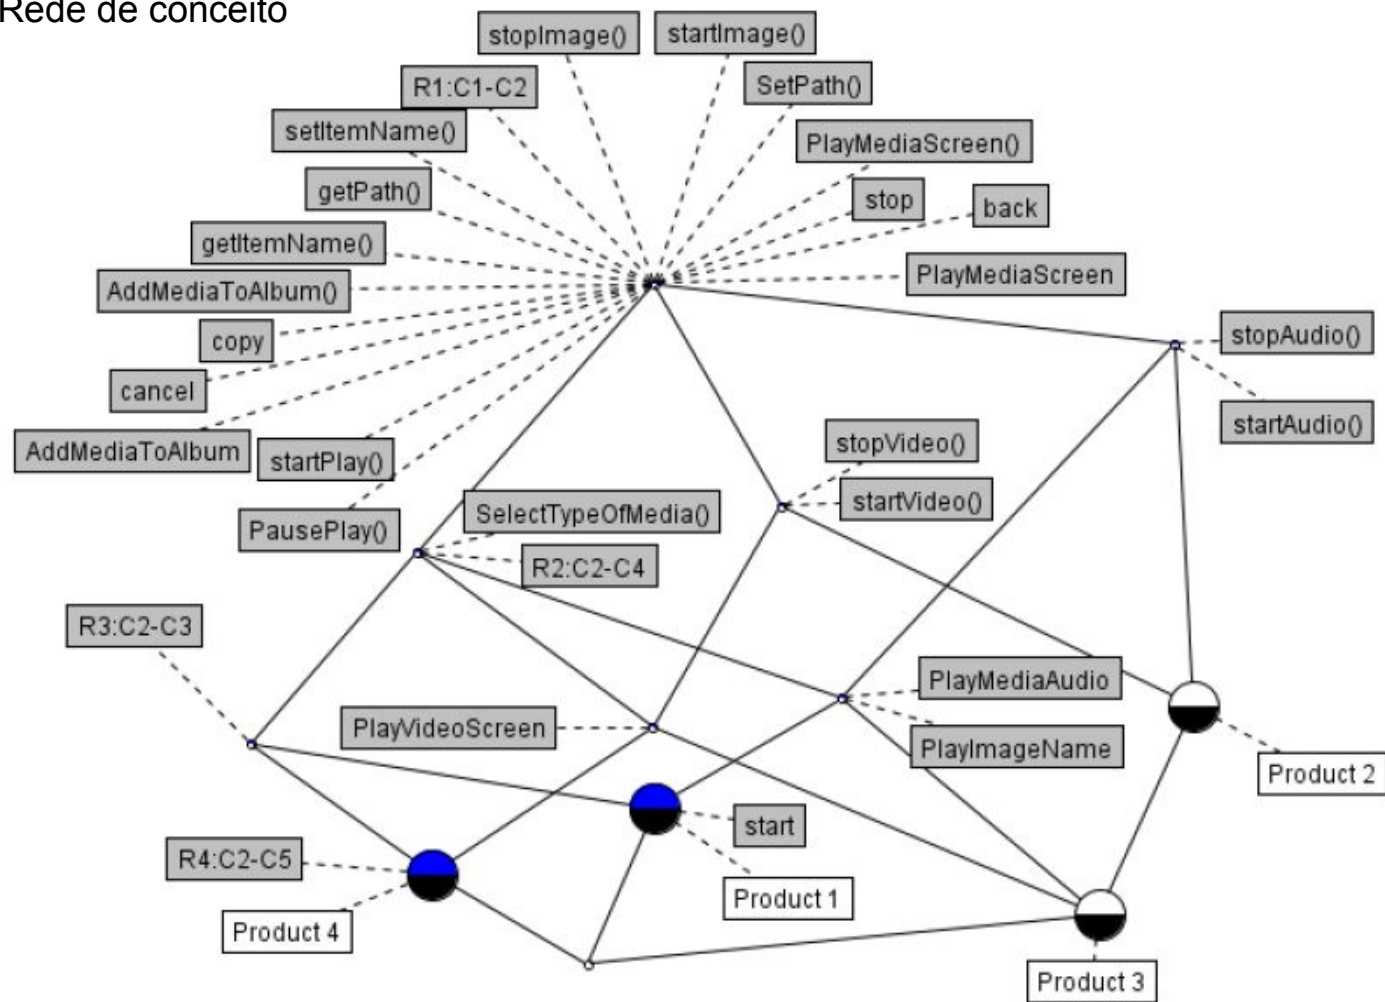 Rede de conceito
stopImage()
startImage()
R1:C1-C2
SetPath()
setItemName()
PlayMediaScreen()
getPath()
stop
back
getItemName()
PlayMediaScreen
AddMediaToAlbum()
copy
stopAudio()
cancel
startAudio()
AddMediaToAlbum
startPlay()
stopVideo()
startVideo()
SelectTypeOfMedia()
PausePlay()
R2:C2-C4
R3:C2-C3
PlayMediaAudio
PlayVideoScreen
PlayImageName
Product 2
start
R4:C2-C5
Product 1
Product 4
Product 3